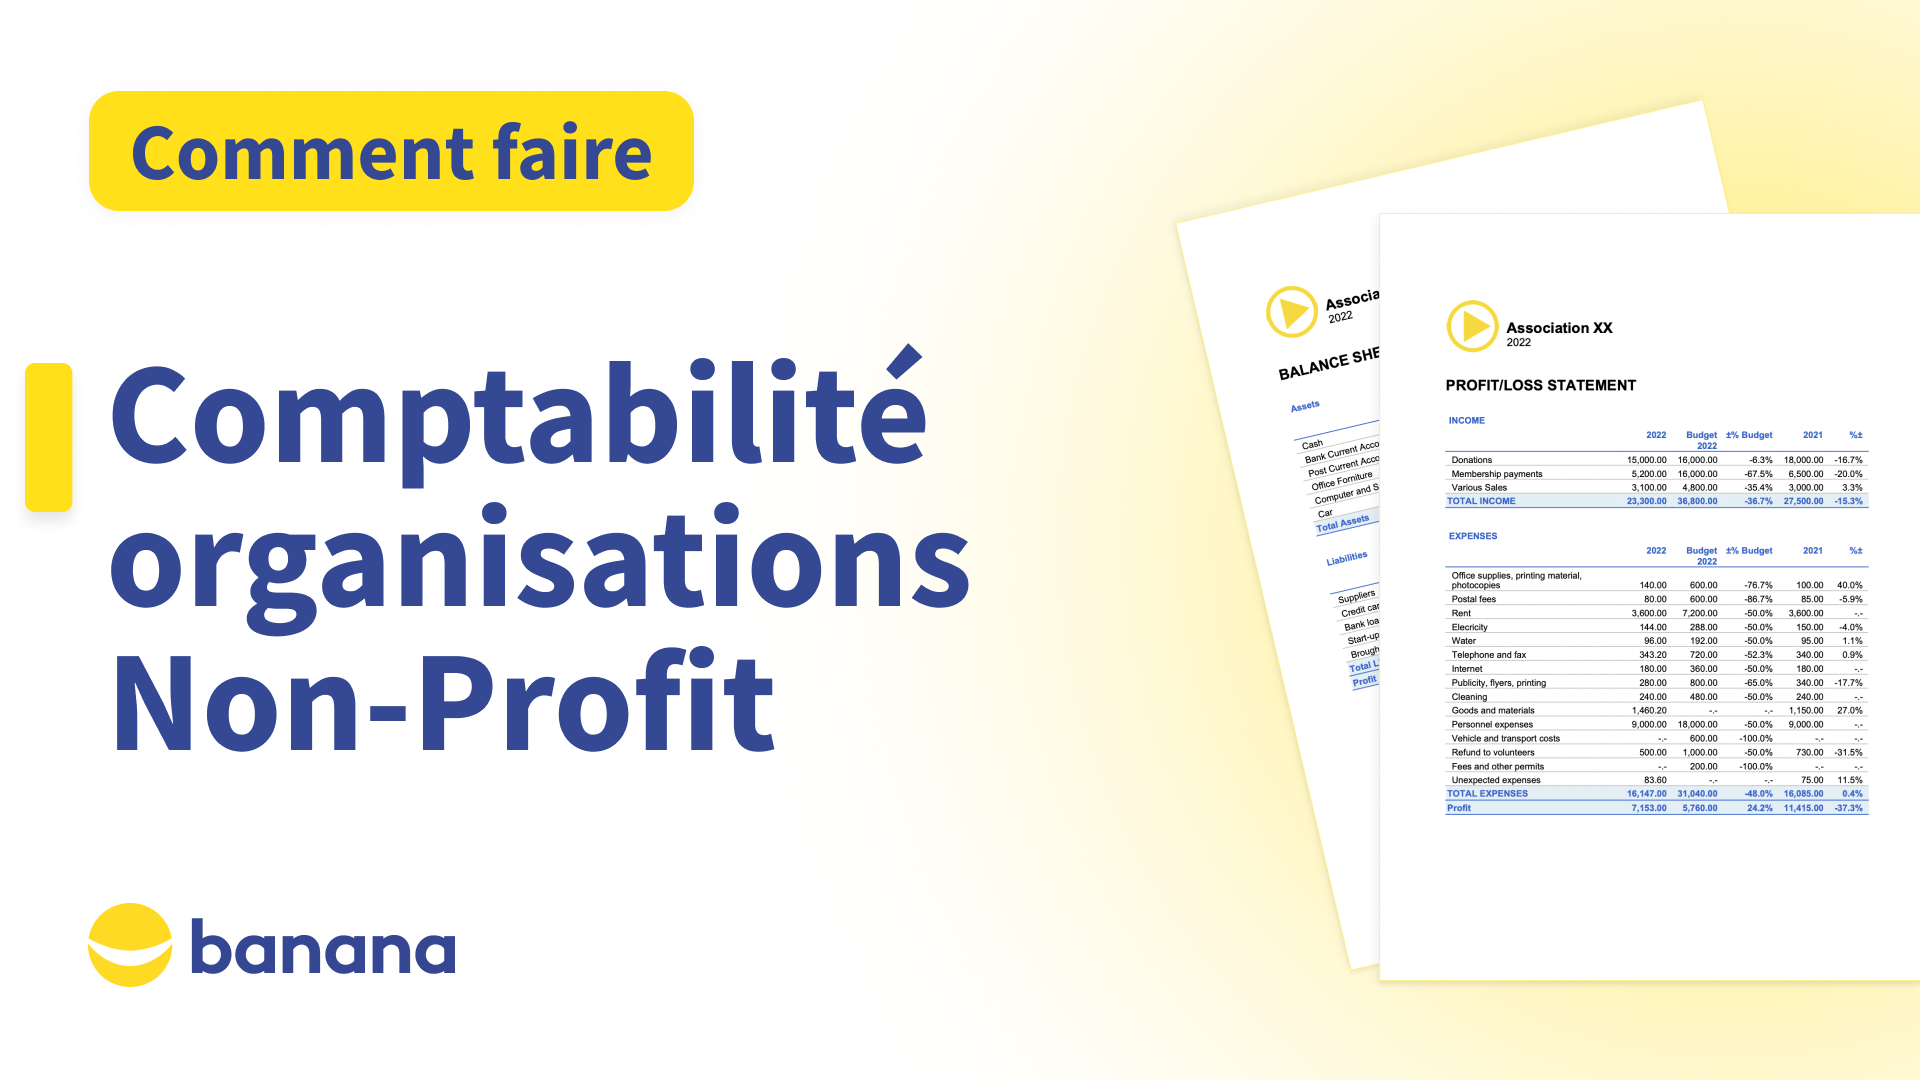 Comment faire
Comptabilité
organisations
Non-Profit
banana
Associa
2022
BALANCE SHE
Assets
Cash
Bank Current Acco
Post Current Acco
Office Forniture
Computer and S
Car
Total Assets
Liabilities
Suppliers
Credit car
Bank loa
Start-up
Brough
Total L
Profit
Association XX
2022
PROFIT/LOSS STATEMENT
INCOME
2022 Budget 2022 ±% Budget 2021 %±
Donations 15,000.00 16,000.00 -6.3% 18,000.00 -16.7%
Membership payments 5,200.00 16,000.00 -67.5% 6,500.00 -20.0%
Various Sales 3,100.00 4,800.00 -35.4% 3,000.00 3.3%
TOTAL INCOME 23,300.00 36,800.00 -36.7% 27,500.00 -15.3%
EXPENSES
2022 Budget 2022 ±% Budget 2021 %±
Office supplies, printing material,
photocopies 140.00 600.00 -76.7% 100.00 40.0%
Postal fees 80.00 600.00 -86.7% 85.00 -5.9%
Rent 3,600.00 7,200.00 -50.0% 3,600.00 -.-
Elecricity 144.00 288.00 -50.0% 150.00 -4.0%
Water 96.00 192.00 -50.0% 95.00 1.1%
Telephone and fax 343.20 720.00 -52.3% 340.00 0.9%
Internet 180.00 360.00 -50.0% 180.00 -.-
Publicity, flyers, printing 280.00 800.00 -65.0% 340.00 -17.7%
Cleaning 240.00 480.00 -50.0% 240.00 -.-
Goods and materials 1,460.20 -.- -.- 1,150.00 27.0%
Personnel expenses 9,000.00 18,000.00 -50.0% 9,000.00 -.-
Vehicle and transport costs -.- 600.00 -100.0% -.- -.-
Refund to volunteers 500.00 1,000.00 -50.0% 730.00 -31.5%
Fees and other permits -.- 200.00 -100.0% -.- -.-
Unexpected expenses 83.60 -.- -.- 75.00 11.5%
TOTAL EXPENSES 16,147.00 31,040.00 -48.0% 16,085.00 0.4%
Profit 7,153.00 5,760.00 24.2% 11,415.00 -37.3%